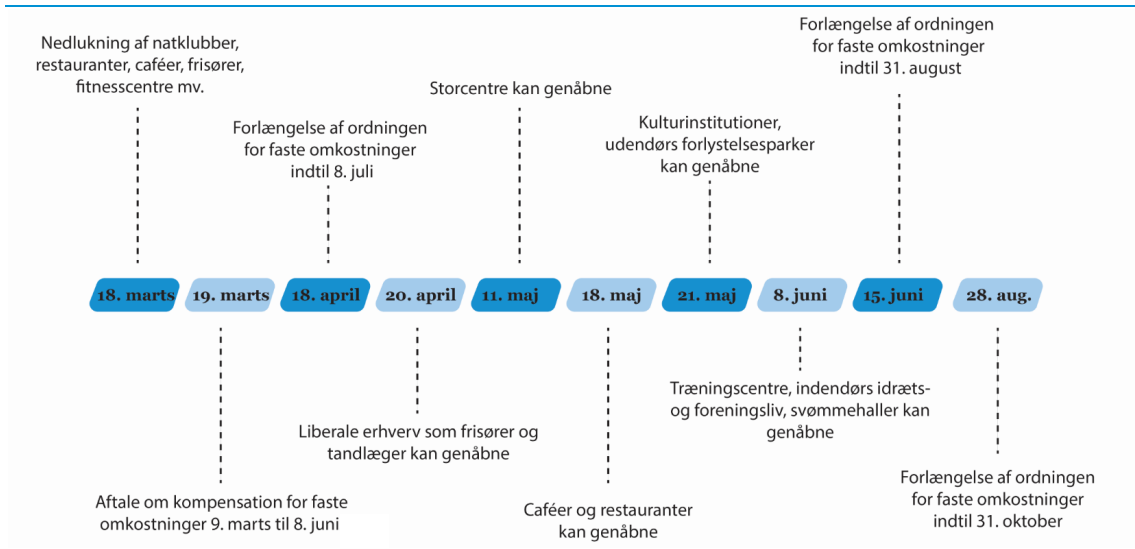 Nedlukning af natklubber,
restauranter, caféer, frisører,
fitnesscentre mv.
Forlængelse af ordningen
for faste omkostninger
indtil 8. juli
Storcentre kan genåbne
Kulturinstitutioner,
udendørs forlystelsesparker
kan genåbne
Forlængelse af ordningen
for faste omkostninger
indtil 31. august
18. marts
19. marts
18. april
20. april
11. maj
18. maj
21. maj
8. juni
15. juni
28. aug.
Aftale om kompensation for faste
omkostninger 9. marts til 8. juni
Liberale erhverv som frisører og
tandlæger kan genåbne
Caféer og restauranter
kan genåbne
Træningscentre, indendørs idræts-
og foreningsliv, svømmehaller kan
genåbne
Forlængelse af ordningen
for faste omkostninger
indtil 31. oktober